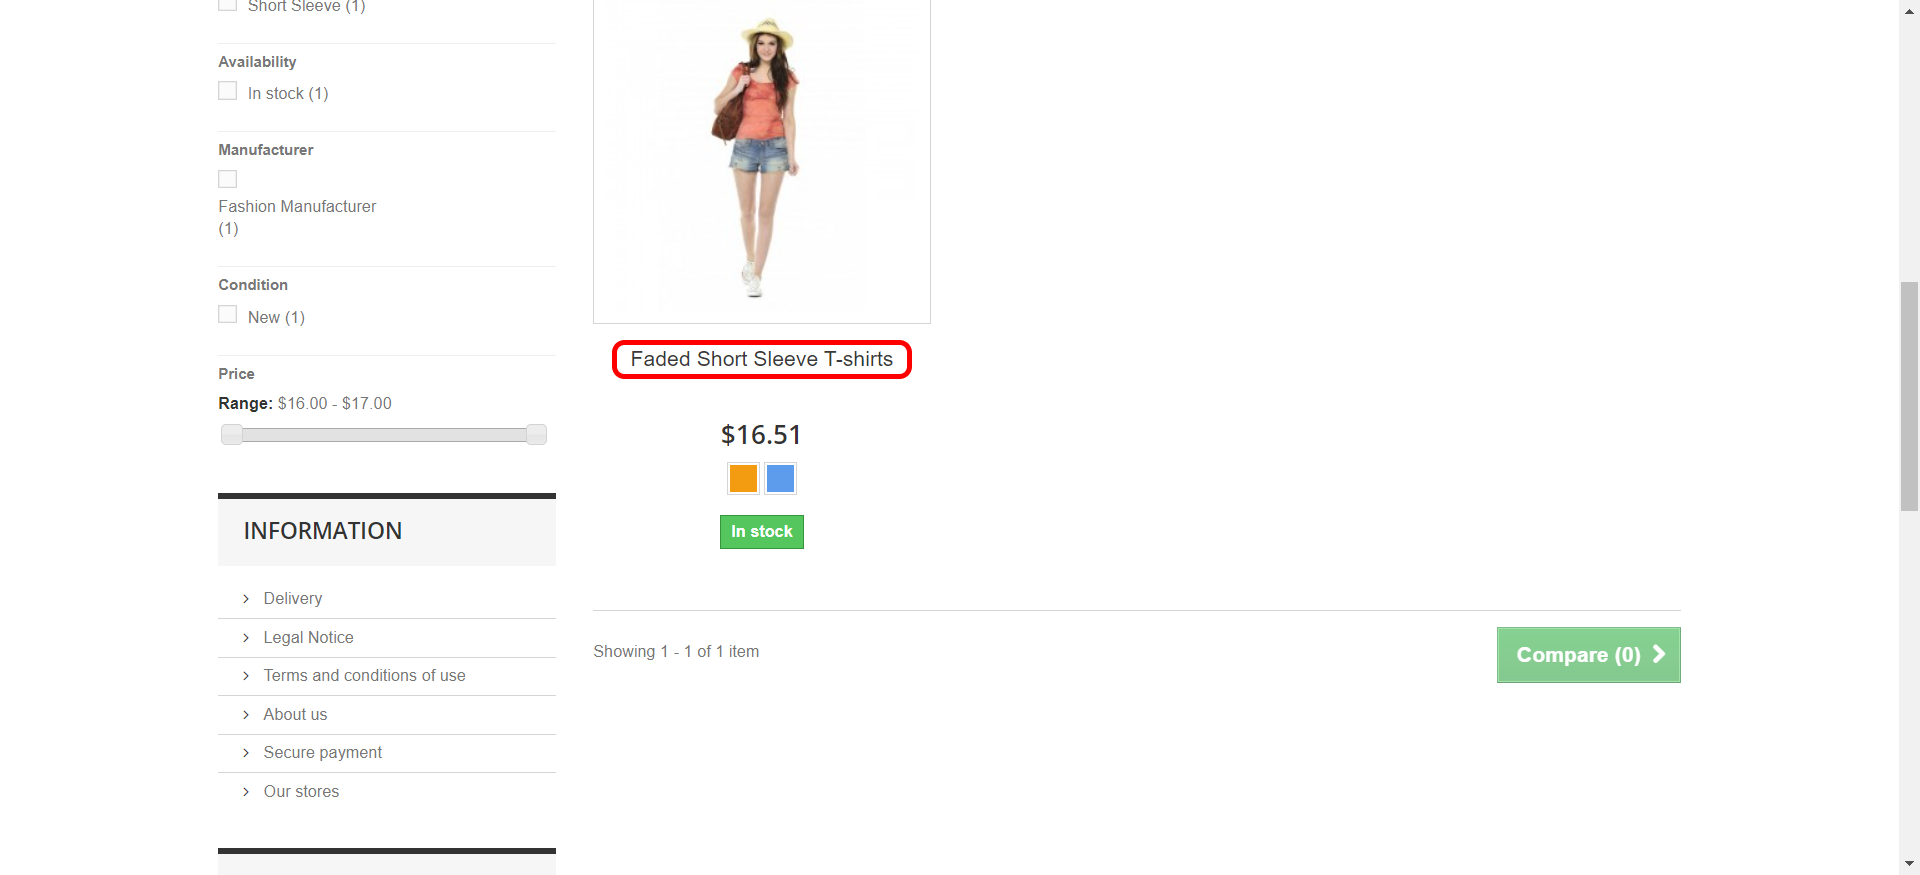 Short Sleeve (1)
Availability
In stock (1)
Manufacturer
Fashion Manufacturer
(1)
Condition
New (1)
Price
Range: $16.00 - $17.00
INFORMATION
Delivery
Legal Notice
Terms and conditions of use
About us
Secure payment
Our stores
Faded Short Sleeve T-shirts
$16.51
In stock
Showing 1 - 1 of 1 item
Compare (0)